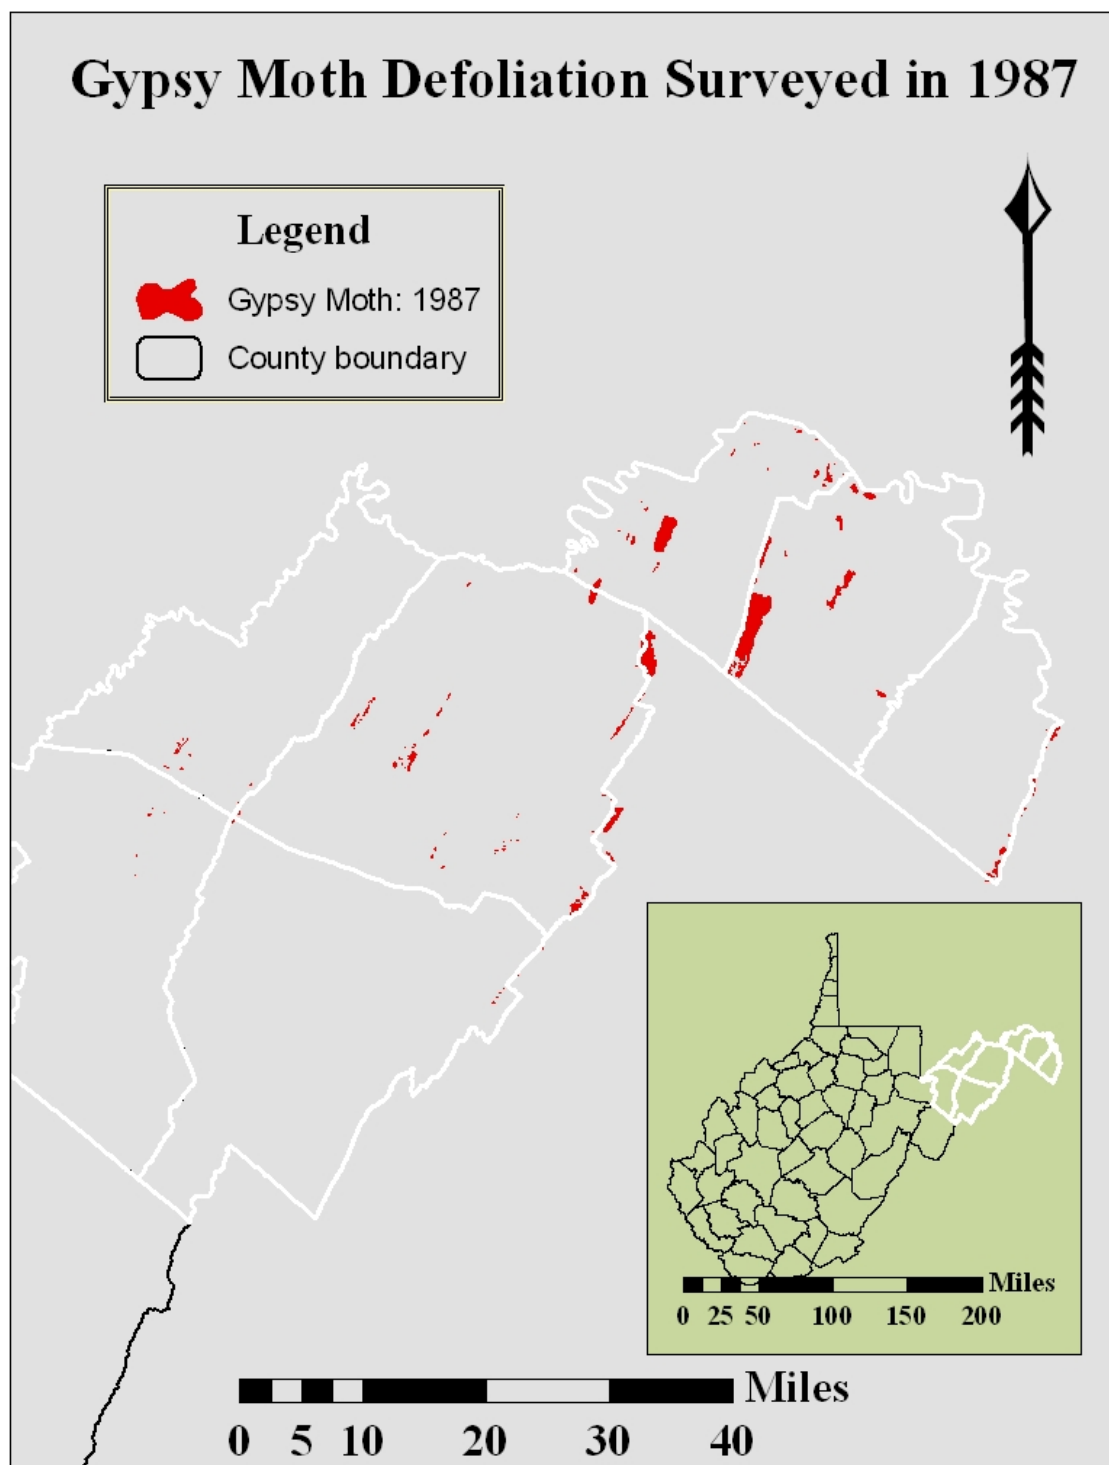 Gypsy Moth Defoliation Surveyed in 1987
Legend
Gypsy Moth: 1987
County boundary
Miles
0 25 50 100 150 200
Miles
0 5 10 20 30 40